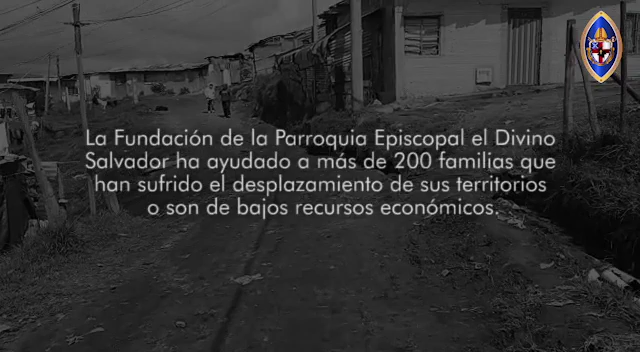 La Fundación de la Parroquia Episcopal el Divino
Salvador ha ayudado a más de 200 familias que
han sufrido el desplazamiento de sus territorios
o son de bajos recursos económicos.